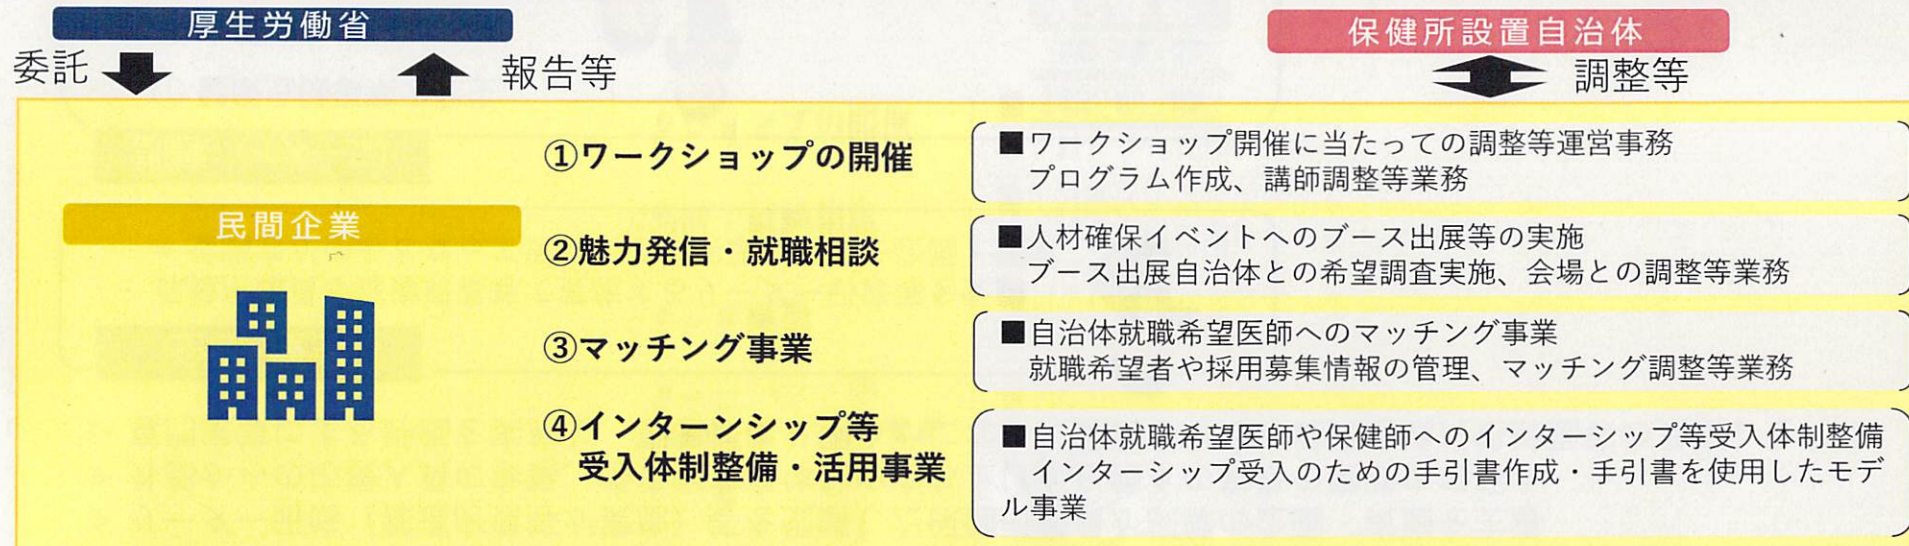 厚生労働省
保健所設置自治体
委託
報告等
調整等
民間企業
①ワークショップの開催
■ワークショップ開催に当たっての調整等運営事務
プログラム作成、講師調整等業務
②魅力発信・就職相談
■人材確保イベントへのブース出展等の実施
ブース出展自治体との希望調査実施、会場との調整等業務
③マッチング事業
■自治体就職希望医師へのマッチング事業
就職希望者や採用募集情報の管理、マッチング調整等業務
④インターンシップ等
受入体制整備・活用事業
■自治体就職希望医師や保健師へのインターシップ等受入体制整備
インターシップ受入のための手引書作成・手引書を使用したモデ
ル事業